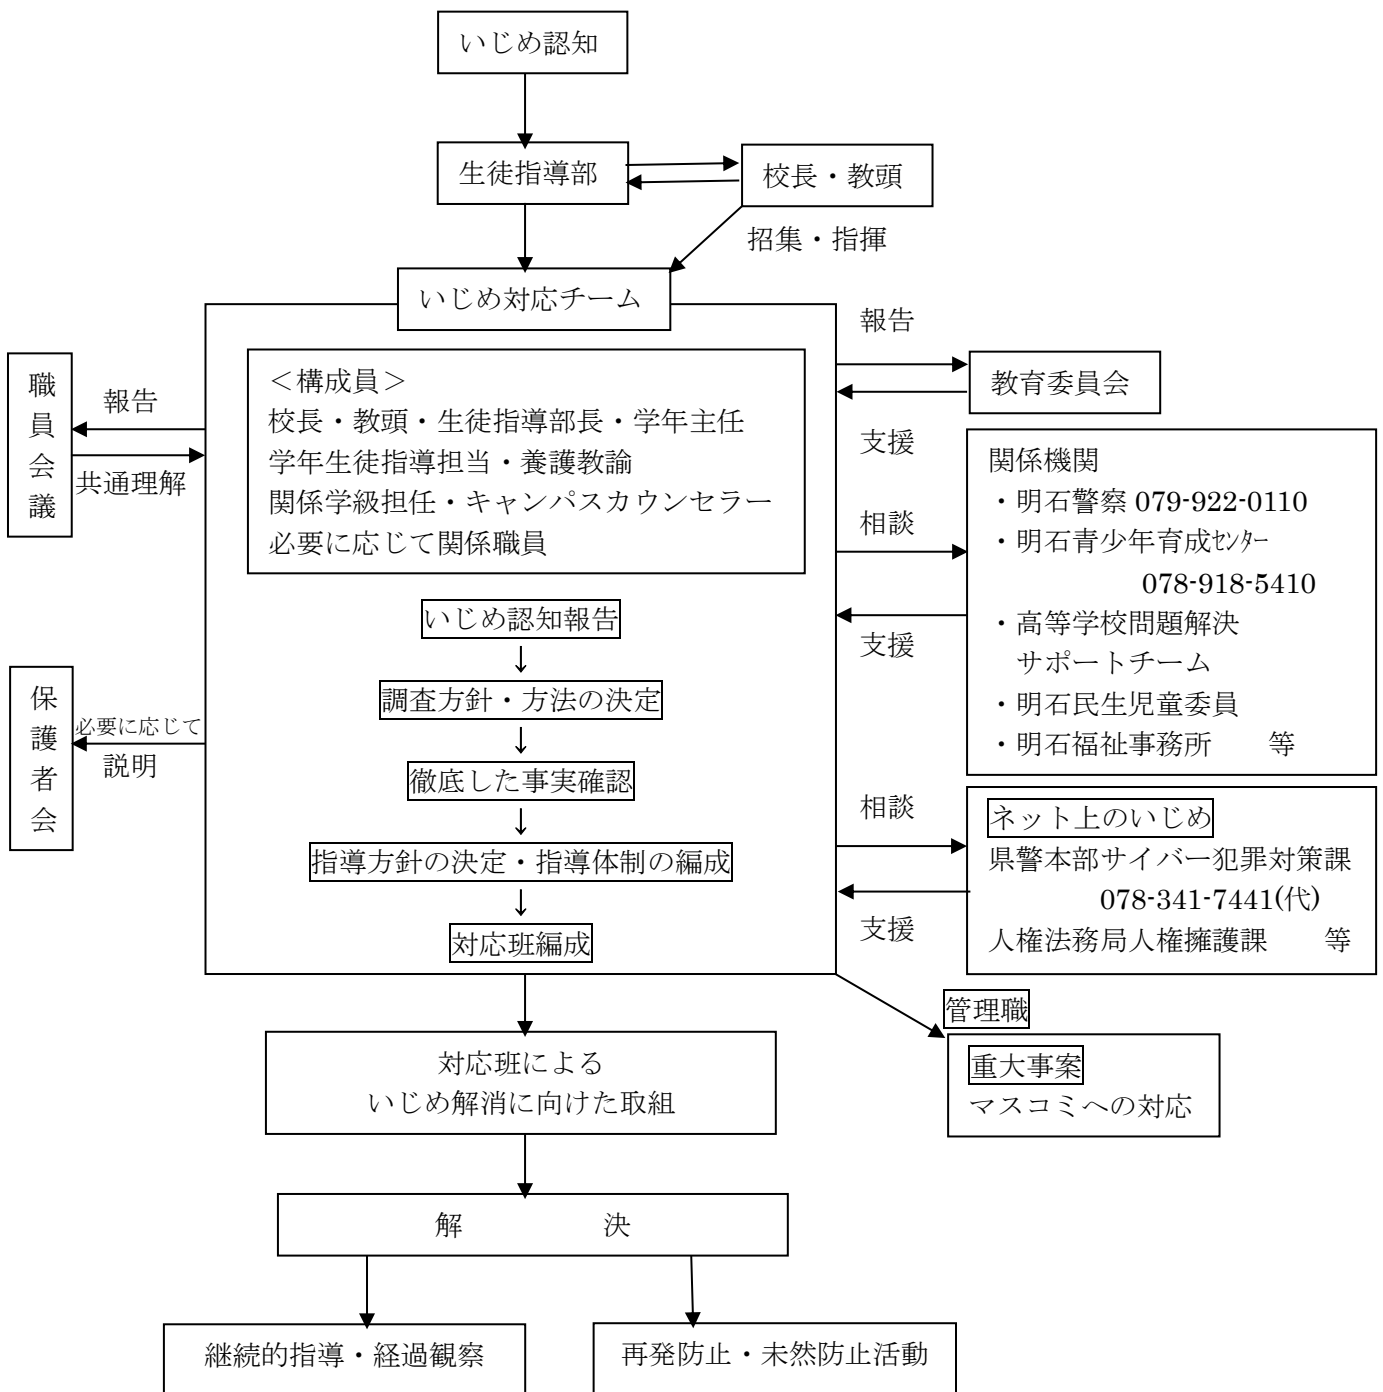 いじめ認知
生徒指導部
校長・教頭
招集・指揮
いじめ対応チーム
＜構成員＞
校長・教頭・生徒指導部長・学年主任
学年生徒指導担当・養護教諭
関係学級担任・キャンパスカウンセラー
必要に応じて関係職員
いじめ認知報告
↓
調査方針・方法の決定
↓
徹底した事実確認
↓
指導方針の決定・指導体制の編成
↓
対応班編成
職員会議
報告
共通理解
保護者会
必要に応じて
説明
報告
教育委員会
支援
相談
支援
関係機関
・明石警察 079-922-0110
・明石青少年育成ｾﾝﾀｰ
078-918-5410
・高等学校問題解決
サポートチーム
・明石民生児童委員
・明石福祉事務所　　等
相談
支援
ネット上のいじめ
県警本部サイバー犯罪対策課
078-341-7441(代)
人権法務局人権擁護課　　等
管理職
重大事案
マスコミへの対応
対応班による
いじめ解消に向けた取組
解　　　　　決
継続的指導・経過観察
再発防止・未然防止活動